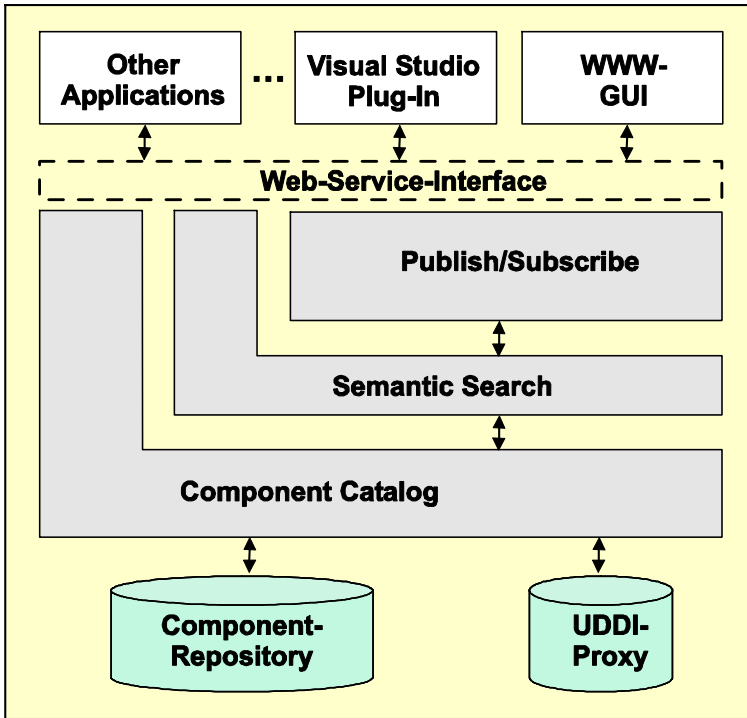 Other
Applications
...
Visual Studio
Plug-In
WWW-
GUI
Web-Service-Interface
Publish/Subscribe
Semantic Search
Component Catalog
Component-
Repository
UDDI-
Proxy